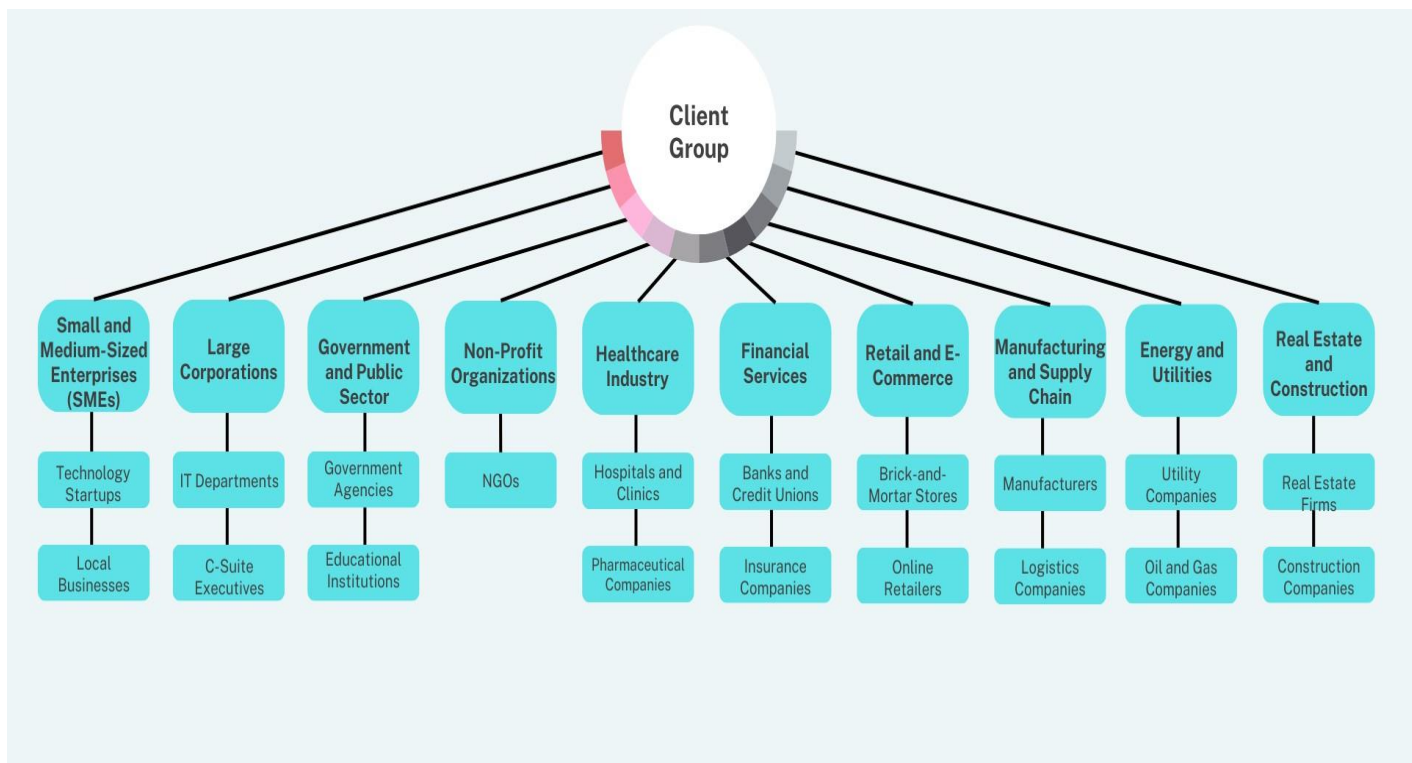 Client
Group
Small and
Medium-Sized
Enterprises
(SMEs)
Large
Corporations
Government
and Public
Sector
Non-Profit
Organizations
Healthcare
Industry
Financial
Services
Retail and E-
Commerce
Manufacturing
and Supply
Chain
Energy and
Utilities
Real Estate
and
Construction
Technology
Startups
IT Departments
Government
Agencies
NGOs
Hospitals and
Clinics
Banks and
Credit Unions
Brick-and-
Mortar Stores
Manufacturers
Utility
Companies
Real Estate
Firms
Local
Businesses
C-Suite
Executives
Educational
Institutions
Pharmaceutical
Companies
Insurance
Companies
Online
Retailers
Logistics
Companies
Oil and Gas
Companies
Construction
Companies